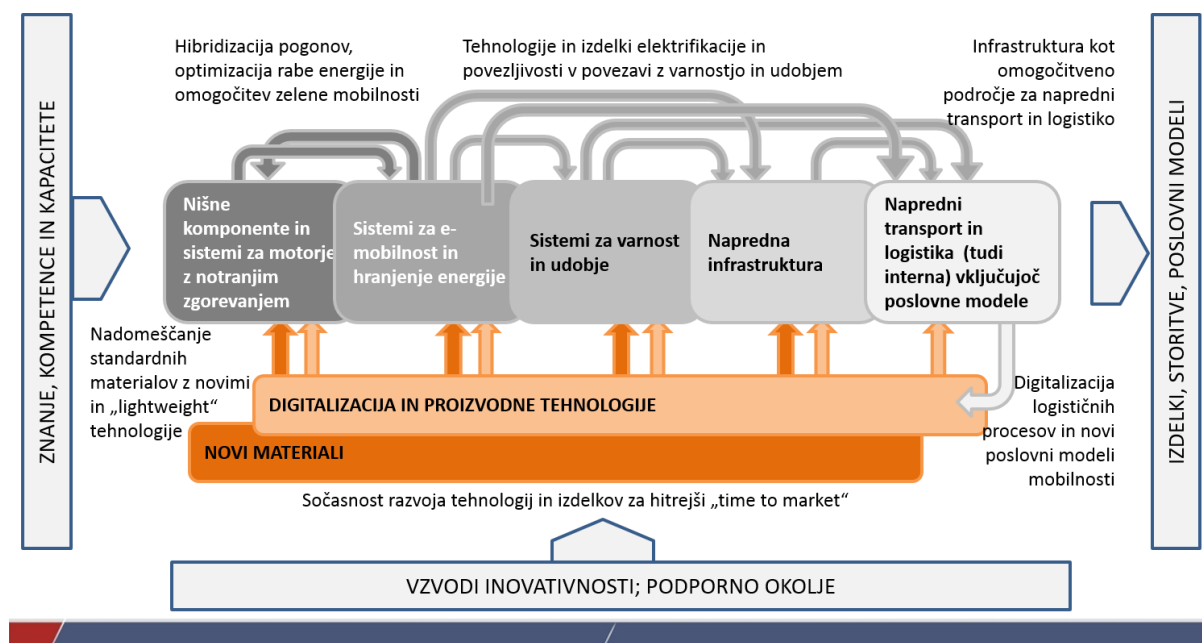 ZNANJE, KOMPETENCE IN KAPACITETE
Hibridizacija pogonov,
optimizacija rabe energije in
omogočitev zelene mobilnosti
Tehnologije in izdelki elektrifikacije in
povezljivosti v povezavi z varnostjo in udobjem
Infrastruktura kot
omogočitveno
področje za napredni
transport in logistiko
Nišne
komponente in
sistemi za motorje
z notranjim
zgorevanjem
Sistemi za e-
mobilnost in
hranjenje energije
Sistemi za varnost
in udobje
Napredna
infrastruktura
Napredni
transport in
logistika (tudi
interna) vključujoč
poslovne modele
Nadomeščanje
standardnih
materialov z novimi
in „lightweight“
tehnologije
DIGITALIZACIJA IN PROIZVODNE TEHNOLOGIJE
NOVI MATERIALI
Digitalizacija
logističnih
procesov in novi
poslovni modeli
mobilnosti
Sočasnost razvoja tehnologij in izdelkov za hitrejši „time to market“
VZVODI INOVATIVNOSTI; PODPORNO OKOLJE
IZDELKI, STORITVE, POSLOVNI MODELI